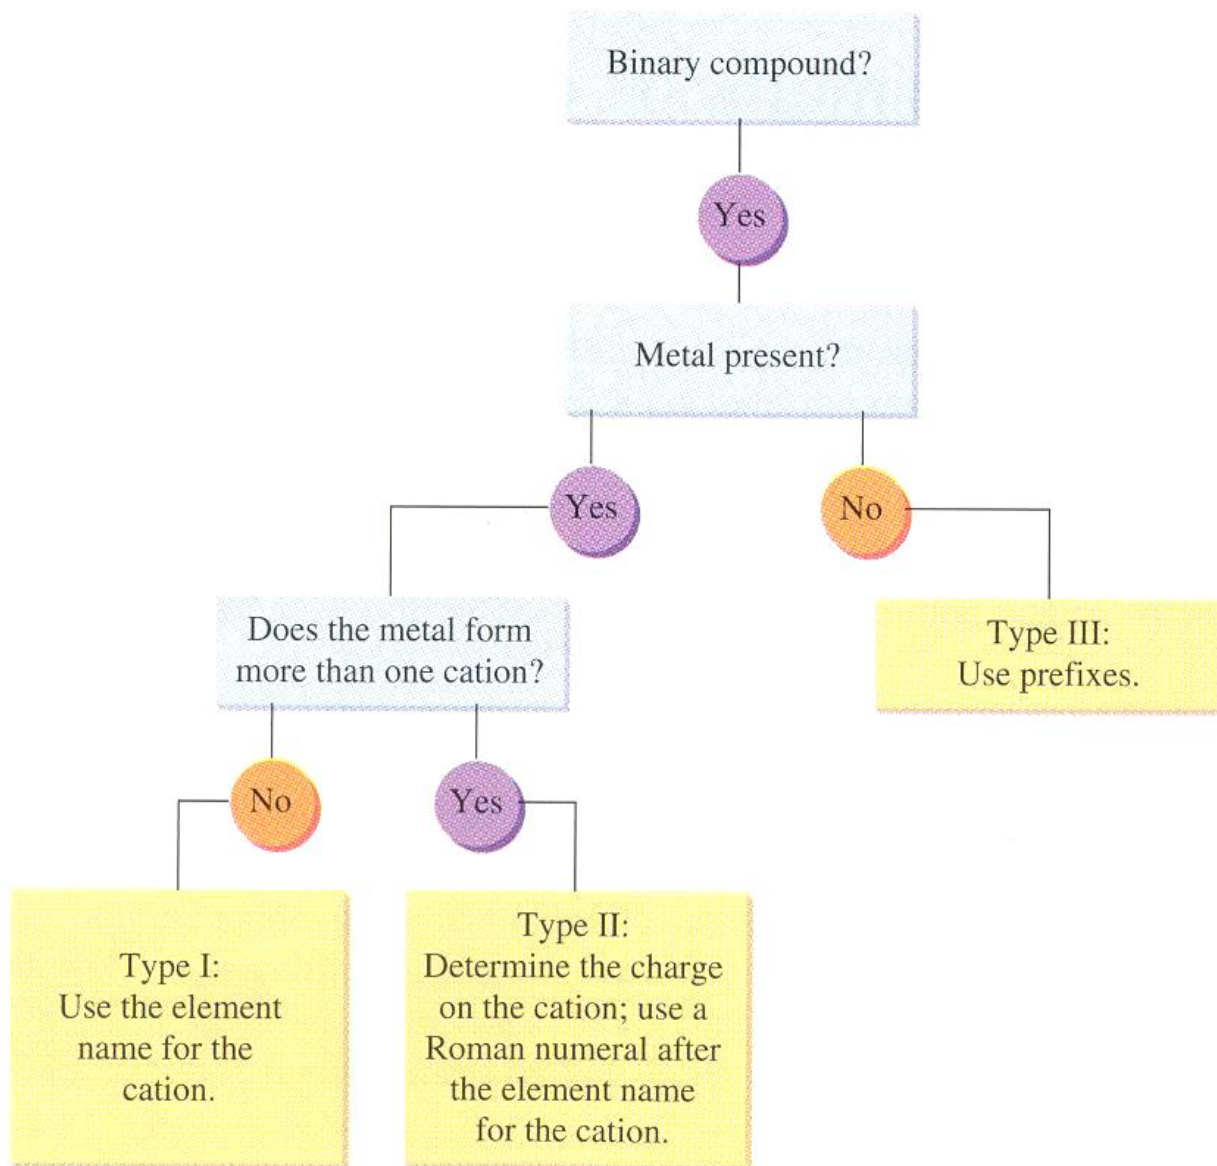 Binary compound?
Yes
Metal present?
Yes
No
Does the metal form
more than one cation?
Type III:
Use prefixes.
No
Yes
Type I:
Use the element
name for the
cation.
Type II:
Determine the charge
on the cation; use a
Roman numeral after
the element name
for the cation.